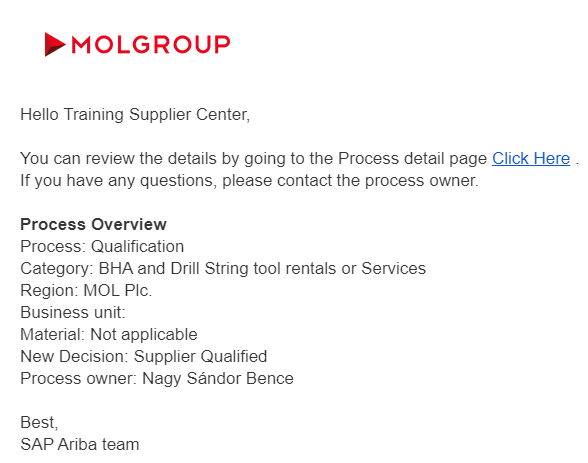 MOLGROUP
Hello Training Supplier Center,
You can review the details by going to the Process detail page Click Here .
If you have any questions, please contact the process owner.
Process Overview
Process: Qualification
Category: BHA and Drill String tool rentals or Services
Region: MOL Plc.
Business unit:
Material: Not applicable
New Decision: Supplier Qualified
Process owner: Nagy Sándor Bence
Best,
SAP Ariba team